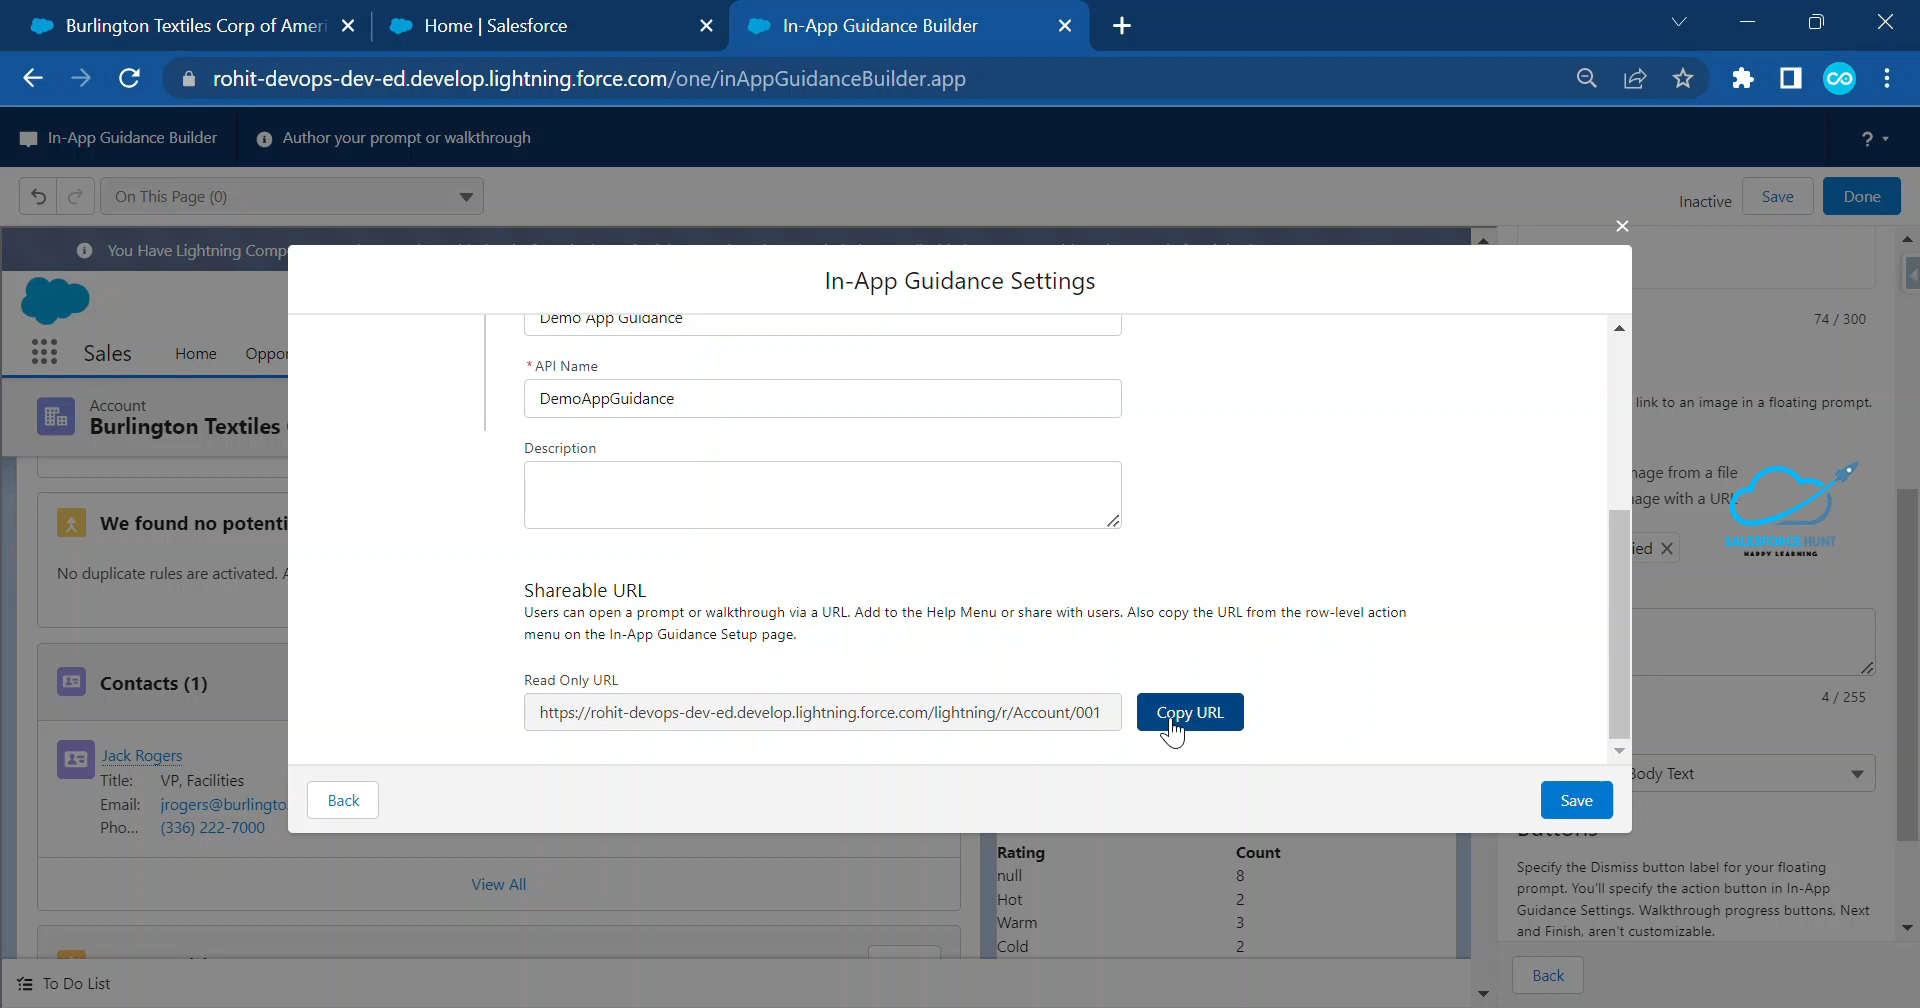 Burlington Textiles Corp of Ameri
Home | Salesforce
In-App Guidance Builder
rohit-devops-dev-ed.develop.lightning.force.com/one/inAppGuidanceBuilder.app
In-App Guidance Builder
Author your prompt or walkthrough
?
On This Page (0)
Inactive
Save
Done
You Have Lightning Comp
In-App Guidance Settings
Demo App Guidance
74 / 300
Sales
Home
Oppor
* API Name
DemoAppGuidance
Account
Burlington Textiles
link to an image in a floating prompt.
Description
nage from a file
age with a URL
SALESFORCE HUNT
HAPPY LEARNING
ied
We found no potenti
No duplicate rules are activated.
Shareable URL
Users can open a prompt or walkthrough via a URL. Add to the Help Menu or share with users. Also copy the URL from the row-level action
menu on the In-App Guidance Setup page.
Contacts (1)
Read Only URL
https://rohit-devops-dev-ed.develop.lightning.force.com/lightning/r/Account/001
Copy URL
4 / 255
Jack Rogers
Title: VP, Facilities
Email: jrogers@burlingto
Pho... (336) 222-7000
Body Text
Back
Save
View All
Rating Count
null 8
Hot 2
Warm 3
Cold 2
Specify the Dismiss button label for your floating
prompt. You'll specify the action button in In-App
Guidance Settings. Walkthrough progress buttons, Next
and Finish, aren't customizable.
Back
To Do List